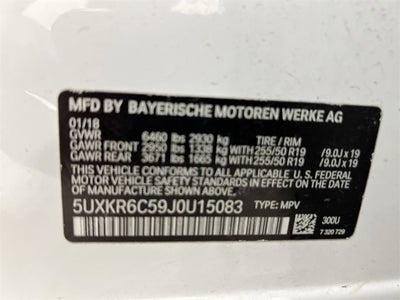 MFD BY BAYERISCHE MOTOREN WERKE AG
01/18
GVWR 6460 lbs 2930 kg TIRE / RIM
GAWR FRONT 2950 lbs 1338 kg WITH 255/50 R19 /9.0J x 19
GAWR REAR 3671 lbs 1665 kg WITH 255/50 R19 /9.0J x 19
THIS VEHICLE CONFORMS TO ALL APPLICABLE U. S. FEDERAL
MOTOR VEHICLE SAFETY STANDARDS IN EFFECT ON THE DATE OF MANUFACTURE SHOWN ABOVE.
5UXKR6C59J0U15083 TYPE: MPV 300U
7 320 729